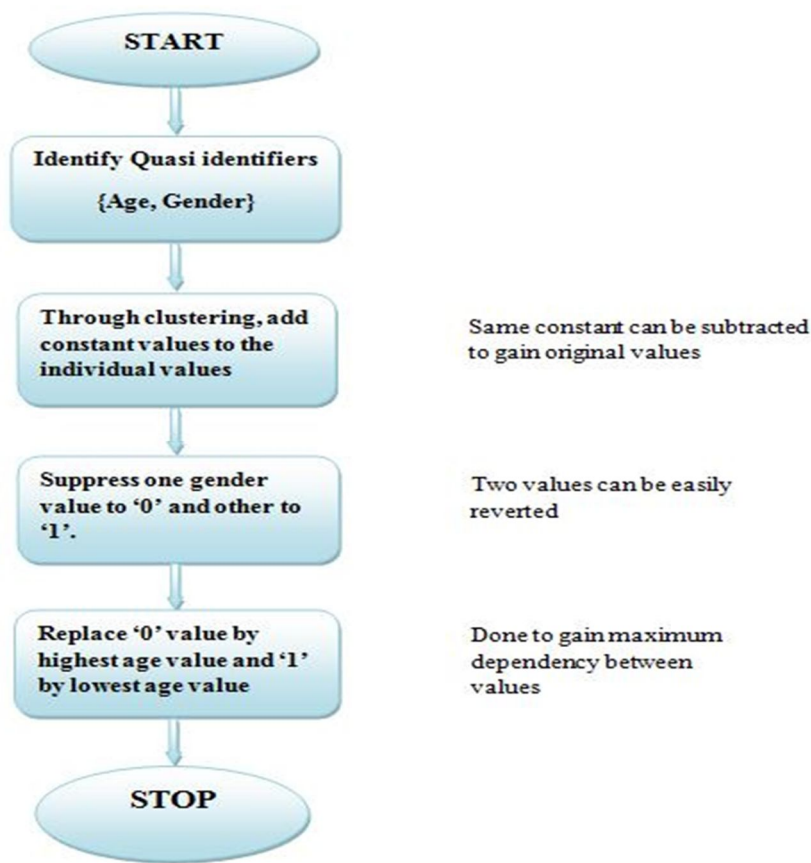 START
Identify Quasi identifiers
{Age, Gender}
Through clustering, add
constant values to the
individual values
Same constant can be subtracted
to gain original values
Suppress one gender
value to ‘0’ and other to
‘1’.
Two values can be easily
reverted
Replace ‘0’ value by
highest age value and ‘1’
by lowest age value
Done to gain maximum
dependency between
values
STOP